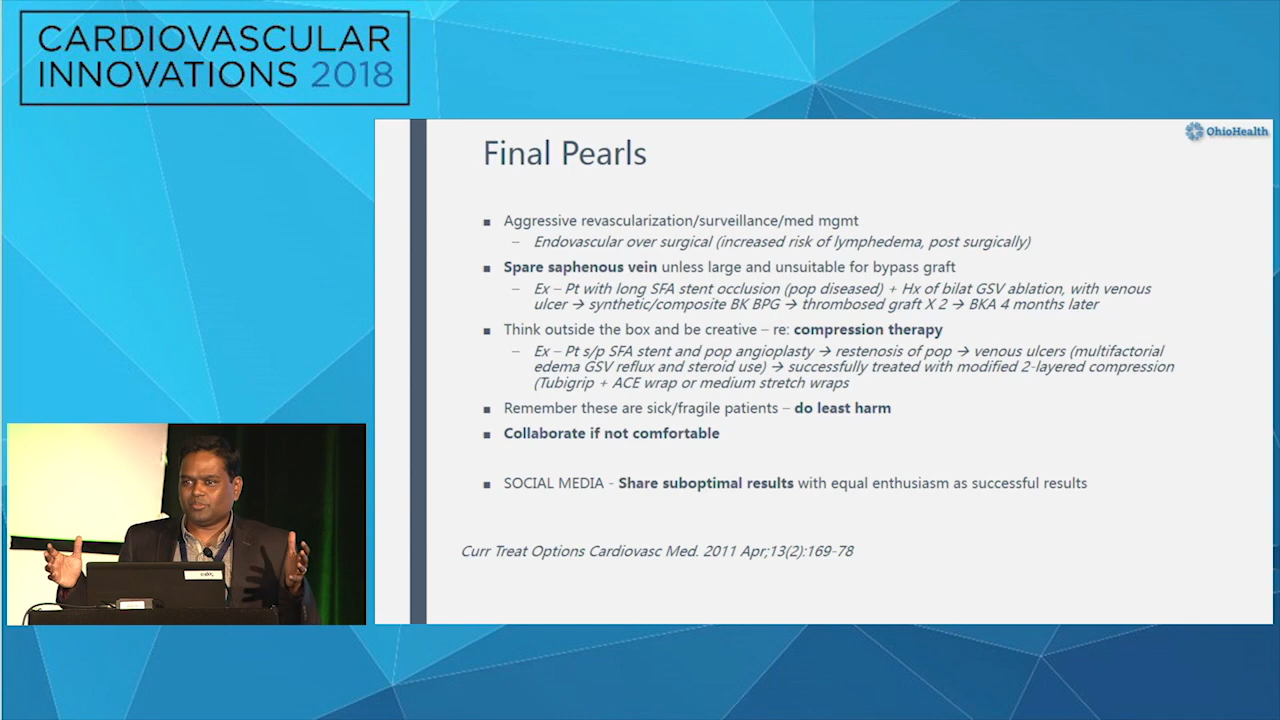 CARDIOVASCULAR
INNOVATIONS 2018
OhioHealth
Final Pearls
▪ Aggressive revascularization/surveillance/med mgmt
– Endovascular over surgical (increased risk of lymphedema, post surgically)
▪ Spare saphenous vein unless large and unsuitable for bypass graft
– Ex – Pt with long SFA stent occlusion (pop diseased) + Hx of bilat GSV ablation, with venous
ulcer → synthetic/composite BK BPG → thrombosed graft X 2 → BKA 4 months later
▪ Think outside the box and be creative – re: compression therapy
– Ex – Pt s/p SFA stent and pop angioplasty → restenosis of pop → venous ulcers (multifactorial
edema GSV reflux and steroid use) → successfully treated with modified 2-layered compression
(Tubigrip + ACE wrap or medium stretch wraps
▪ Remember these are sick/fragile patients – do least harm
▪ Collaborate if not comfortable
▪ SOCIAL MEDIA - Share suboptimal results with equal enthusiasm as successful results
Curr Treat Options Cardiovasc Med. 2011 Apr;13(2):169-78